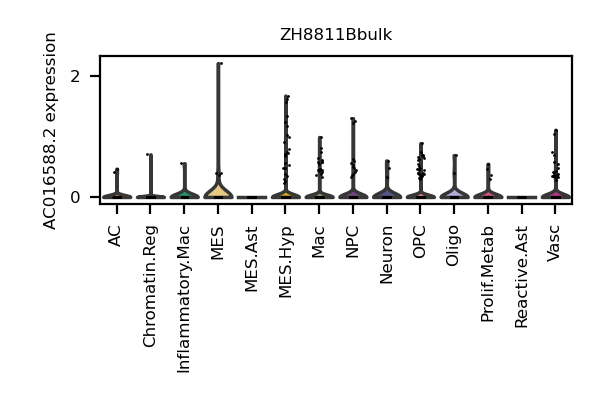 ZH8811Bbulk
AC016588.2 expression
2
0
AC
Chromatin.Reg
Inflammatory.Mac
MES
MES.Ast
MES.Hyp
Mac
NPC
Neuron
OPC
Oligo
Prolif.Metab
Reactive.Ast
Vasc